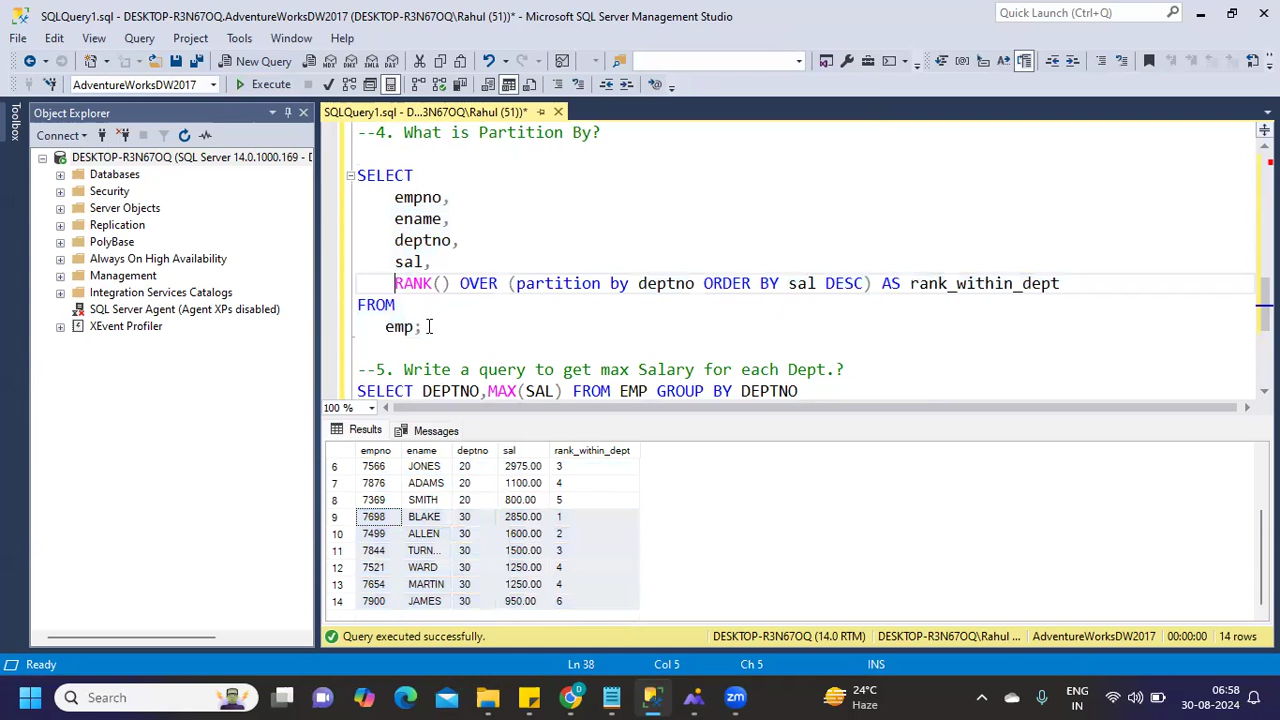 SQLQuery1.sql - DESKTOP-R3N67OQ.AdventureWorksDW2017 (DESKTOP-R3N67OQ\Rahul (51))* - Microsoft SQL Server Management Studio
Quick Launch (Ctrl+Q)
File Edit View Query Project Tools Window Help
New Query
AdventureWorksDW2017 Execute
Object Explorer
SQLQuery1.sql - D...3N67OQ\Rahul (51))*
Connect
DESKTOP-R3N67OQ (SQL Server 14.0.1000.169 - D
Databases
Security
Server Objects
Replication
PolyBase
Always On High Availability
Management
Integration Services Catalogs
SQL Server Agent (Agent XPs disabled)
XEvent Profiler
--4. What is Partition By?
SELECT
empno,
ename,
deptno,
sal,
RANK() OVER (partition by deptno ORDER BY sal DESC) AS rank_within_dept
FROM
emp;
--5. Write a query to get max Salary for each Dept.?
SELECT DEPTNO,MAX(SAL) FROM EMP GROUP BY DEPTNO
100 %
Results Messages
empno ename deptno sal rank_within_dept
6 7566 JONES 20 2975.00 3
7 7876 ADAMS 20 1100.00 4
8 7369 SMITH 20 800.00 5
9 7698 BLAKE 30 2850.00 1
10 7499 ALLEN 30 1600.00 2
11 7844 TURN... 30 1500.00 3
12 7521 WARD 30 1250.00 4
13 7654 MARTIN 30 1250.00 4
14 7900 JAMES 30 950.00 6
Query executed successfully. DESKTOP-R3N67OQ (14.0 RTM) DESKTOP-R3N67OQ\Rahul ... AdventureWorksDW2017 00:00:00 14 rows
Ready Ln 38 Col 5 Ch 5 INS
Search
24°C
Haze
ENG
IN
06:58
30-08-2024